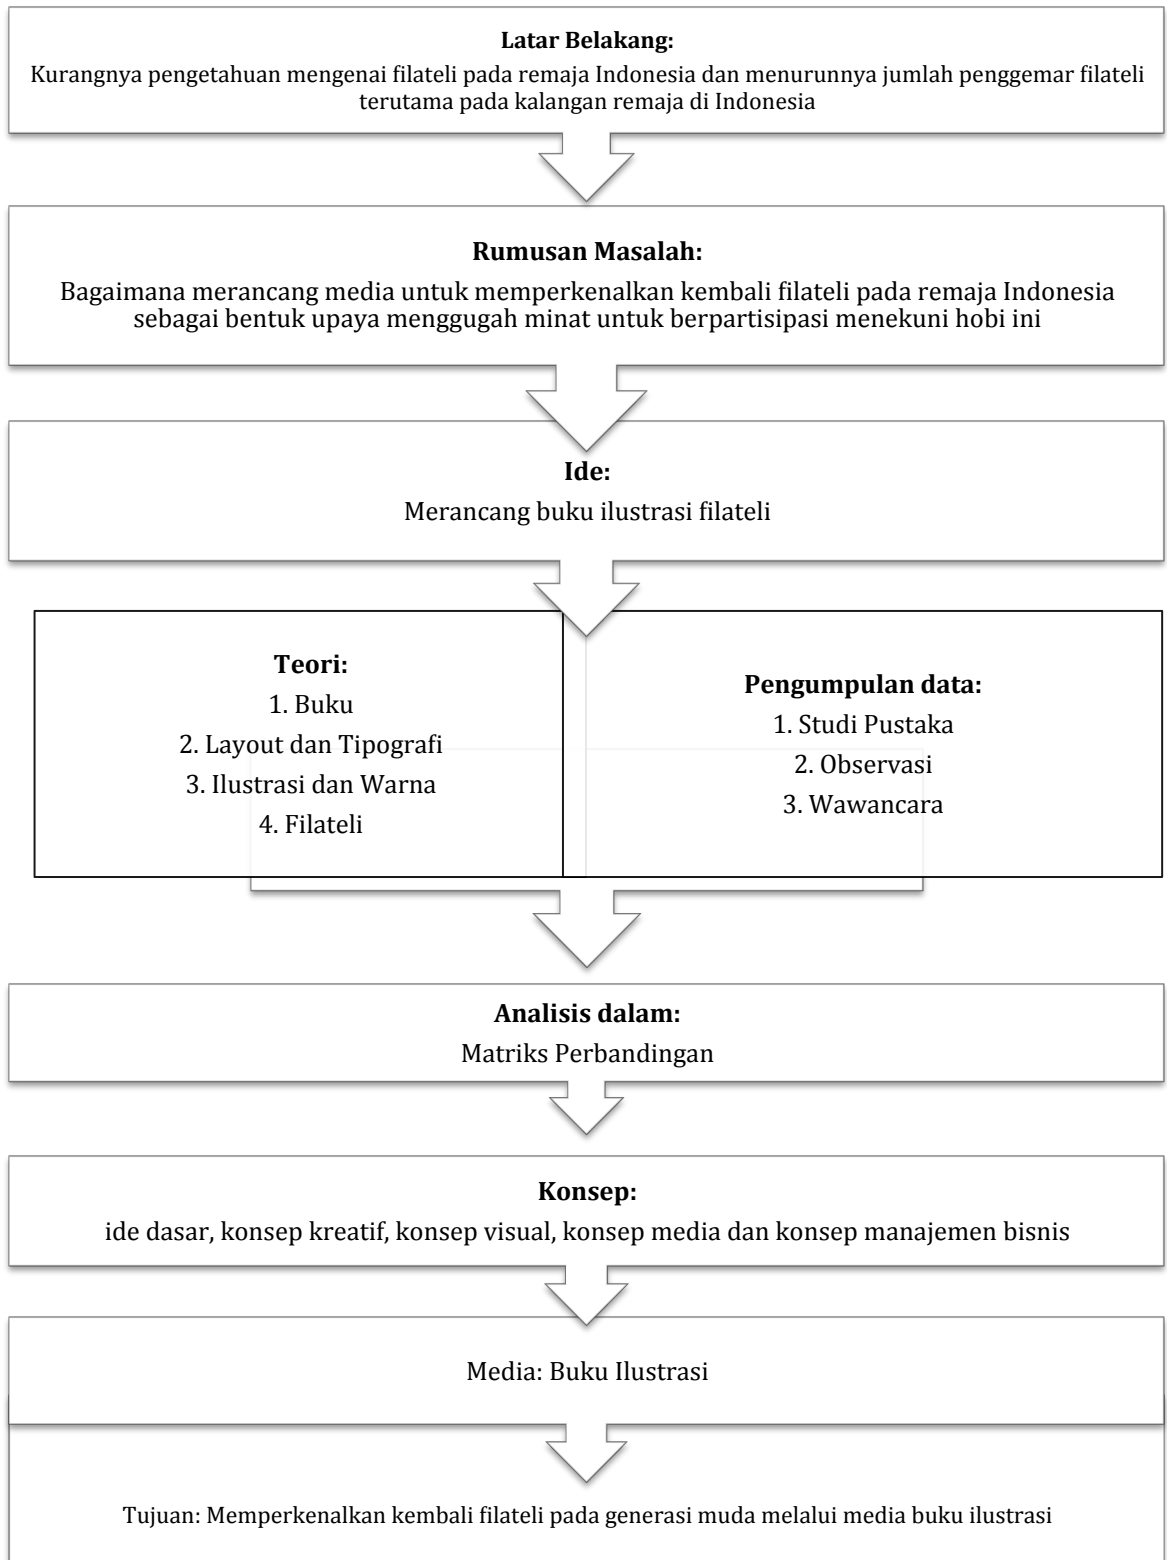 Latar Belakang:
Kurangnya pengetahuan mengenai filateli pada remaja Indonesia dan menurunnya jumlah penggemar filateli
terutama pada kalangan remaja di Indonesia
Rumusan Masalah:
Bagaimana merancang media untuk memperkenalkan kembali filateli pada remaja Indonesia
sebagai bentuk upaya menggugah minat untuk berpartisipasi menekuni hobi ini
Ide:
Merancang buku ilustrasi filateli
Teori:
1. Buku
2. Layout dan Tipografi
3. Ilustrasi dan Warna
4. Filateli
Pengumpulan data:
1. Studi Pustaka
2. Observasi
3. Wawancara
Analisis dalam:
Matriks Perbandingan
Konsep:
ide dasar, konsep kreatif, konsep visual, konsep media dan konsep manajemen bisnis
Media: Buku Ilustrasi
Tujuan: Memperkenalkan kembali filateli pada generasi muda melalui media buku ilustrasi